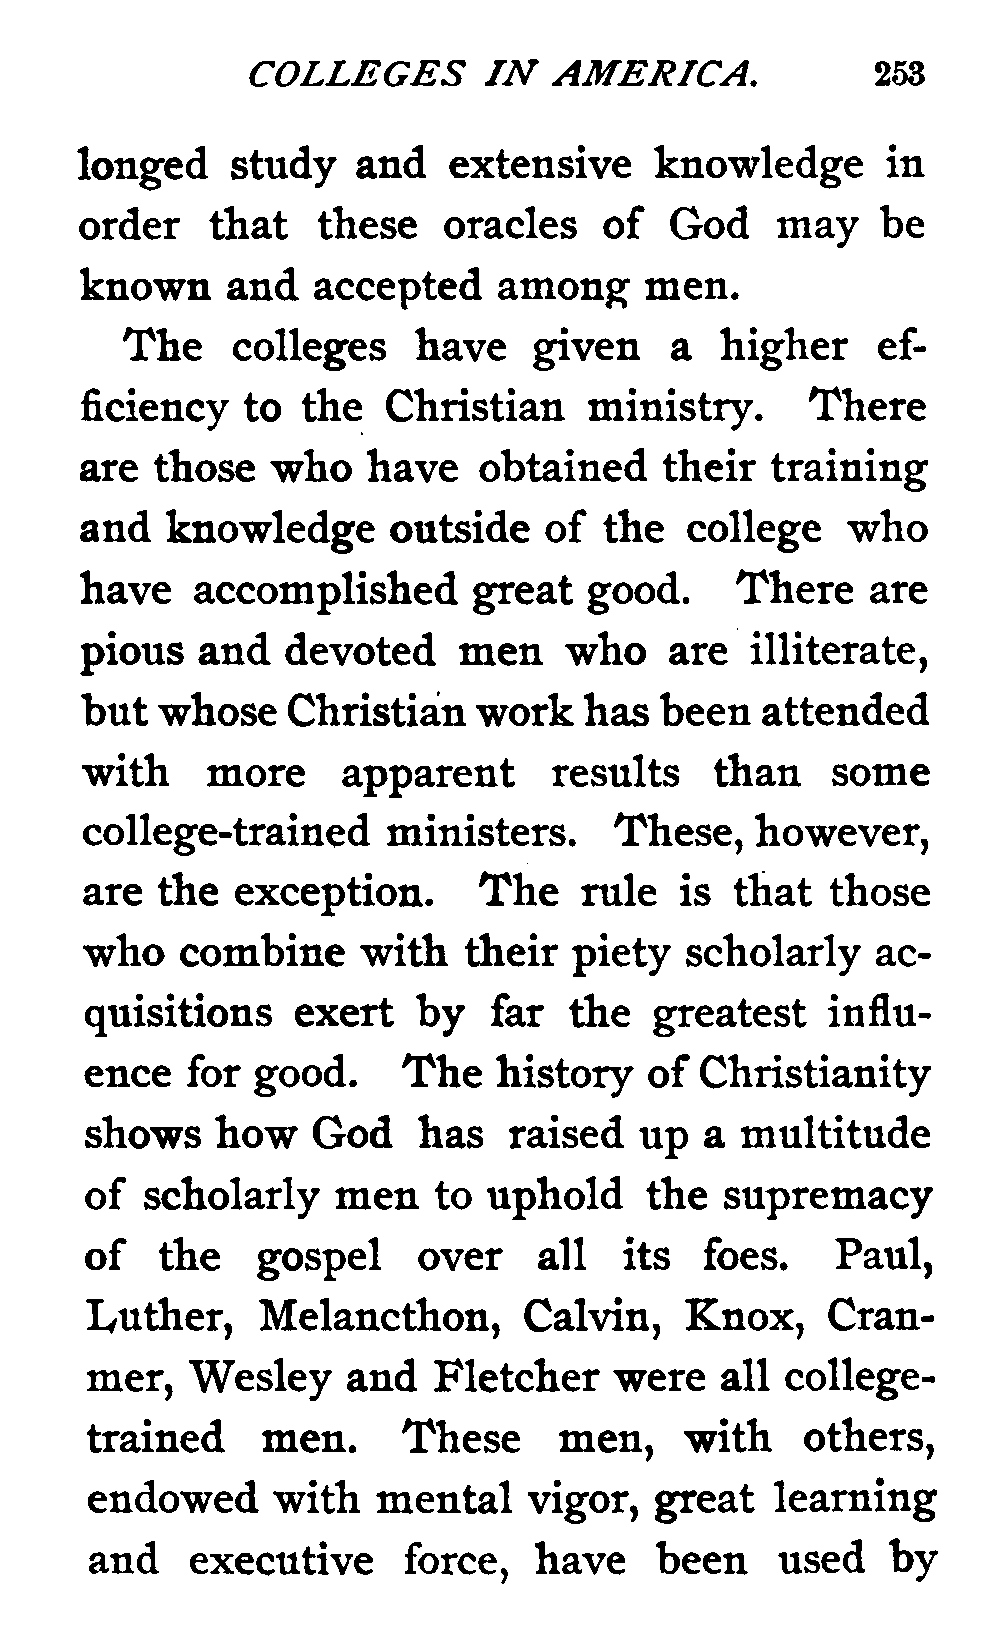 COLLEGES IN AMERICA. 253
longed study and extensive knowledge in
order that these oracles of God may be
known and accepted among men.
The colleges have given a higher ef-
ficiency to the Christian ministry. There
are those who have obtained their training
and knowledge outside of the college who
have accomplished great good. There are
pious and devoted men who are illiterate,
but whose Christian work has been attended
with more apparent results than some
college-trained ministers. These, however,
are the exception. The rule is that those
who combine with their piety scholarly ac-
quisitions exert by far the greatest influ-
ence for good. The history of Christianity
shows how God has raised up a multitude
of scholarly men to uphold the supremacy
of the gospel over all its foes. Paul,
Luther, Melancthon, Calvin, Knox, Cran-
mer, Wesley and Fletcher were all college-
trained men. These men, with others,
endowed with mental vigor, great learning
and executive force, have been used by